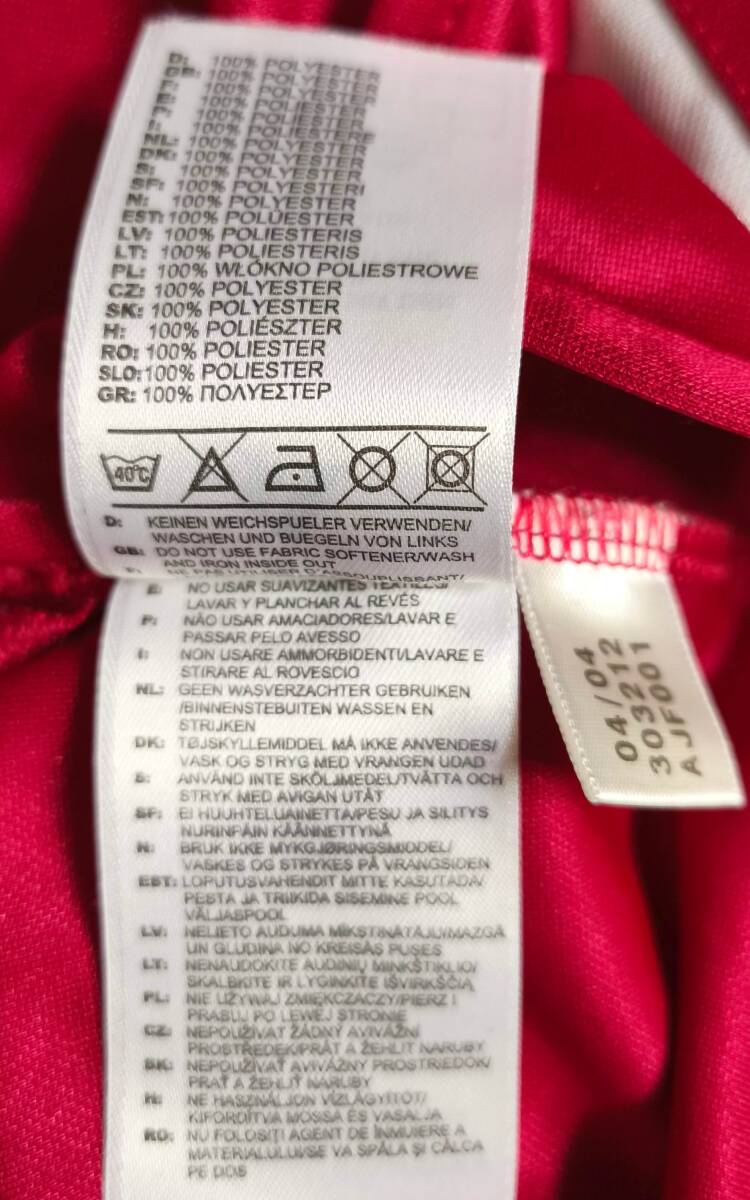 D: 100% POLYESTER
GB: 100% POLYESTER
100% POLYESTER
100% POLIESTER
100% POLIESTER
I: 100% POLIESTERE
NL: 100% POLYESTER
DK: 100% POLYESTER
S: 100% POLYESTER
SF: 100% POLYESTERI
N: 100% POLYESTER
EST: 100% POLÜESTER
LV: 100% POLIESTERIS
LT: 100% POLIESTERIS
PL: 100% WŁÓKNO POLIESTROWE
CZ: 100% POLYESTER
SK: 100% POLYESTER
H: 100% POLIÉSZTER
RO: 100% POLIESTER
SLO: 100% POLIESTER
GR: 100% ΠΟΛΥΕΣΤΕΡ
40°C
D: KEINEN WEICHSPUELER VERWENDEN/
WASCHEN UND BUEGELN VON LINKS
GB: DO NOT USE FABRIC SOFTENER/WASH
AND IRON INSIDE OUT
NE PAS UTILISER D'ASSOUPLISSANT/
E: NO USAR SUAVIZANTES TEXTILES/
LAVAR Y PLANCHAR AL REVÉS
P: NÃO USAR AMACIADORES/LAVAR E
PASSAR PELO AVESSO
I: NON USARE AMMORBIDENTI/LAVARE E
STIRARE AL ROVESCIO
NL: GEEN WASVERZACHTER GEBRUIKEN
/BINNENSTEBUITEN WASSEN EN
STRIJKEN
DK: TØJSKYLLEMIDDEL MÅ IKKE ANVENDES/
VASK OG STRYG MED VRANGEN UDAD
S: ANVÄND INTE SKÖLJMEDEL/TVÄTTA OCH
STRYK MED AVIGAN UTÅT
SF: EI HUUHTELUAINETTA/PESU JA SILITYS
NURINPÄIN KÄÄNNETTYNÄ
N: BRUK IKKE MYKGJØRINGSMIDDEL/
VASKES OG STRYKES PÅ VRANGSIDEN
EST: LOPUTUSVAHENDIT MITTE KASUTADA/
PESTA JA TRIIKIDA SISEMINE POOL
VÄLJASPOOL
LV: NELIETO AUDUMA MĪKSTINĀTĀJU/MAZGĀ
UN GLUDINA NO KREISĀS PUSES
LT: NENAUDOKITE AUDINIŲ MINKŠTIKLIO/
SKALBKITE IR LYGINKITE IŠVIRKŠČIĄ
PL: NIE UŻYWAJ ZMIĘKCZACZY/PIERZ I
PRASUJ PO LEWEJ STRONIE
CZ: NEPOUŽÍVAT ŽÁDNÝ AVIVÁŽNÍ
PROSTŘEDEK/PRÁT A ŽEHLIT NARUBY
SK: NEPOUŽÍVAŤ AVIVÁŽNY PROSTRIEDOK/
PRAŤ A ŽEHLIŤ NARUBY
H: NE HASZNÁLJON VÍZLÁGYÍTÓT/
KIFORDÍTVA MOSSA ÉS VASALJA
RO: NU FOLOSIȚI AGENT DE ÎNMUIERE A
MATERIALULUI/SE VA SPĂLA ȘI CĂLCA
PE DOS
04/04
303212
AJF001